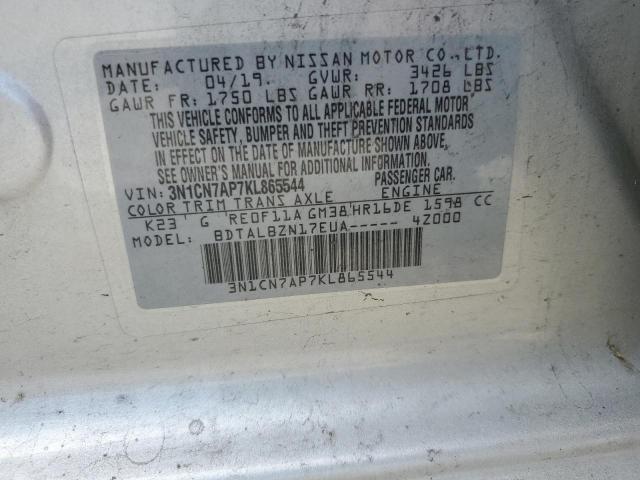 MANUFACTURED BY NISSAN MOTOR CO., LTD.
DATE: 04/19 GVWR: 3426 LBS
GAWR FR: 1750 LBS GAWR RR: 1708 LBS
THIS VEHICLE CONFORMS TO ALL APPLICABLE FEDERAL MOTOR
VEHICLE SAFETY, BUMPER AND THEFT PREVENTION STANDARDS
IN EFFECT ON THE DATE OF MANUFACTURE SHOWN ABOVE.
SEE OWNER'S MANUAL FOR ADDITIONAL INFORMATION.
VIN: 3N1CN7AP7KL865544 PASSENGER CAR.
COLOR TRIM TRANS AXLE ENGINE
K23 G RE0F11A GM38 HR16DE 1598 CC
MODEL: BDTALBZN17EUA----- 4Z000
3N1CN7AP7KL865544